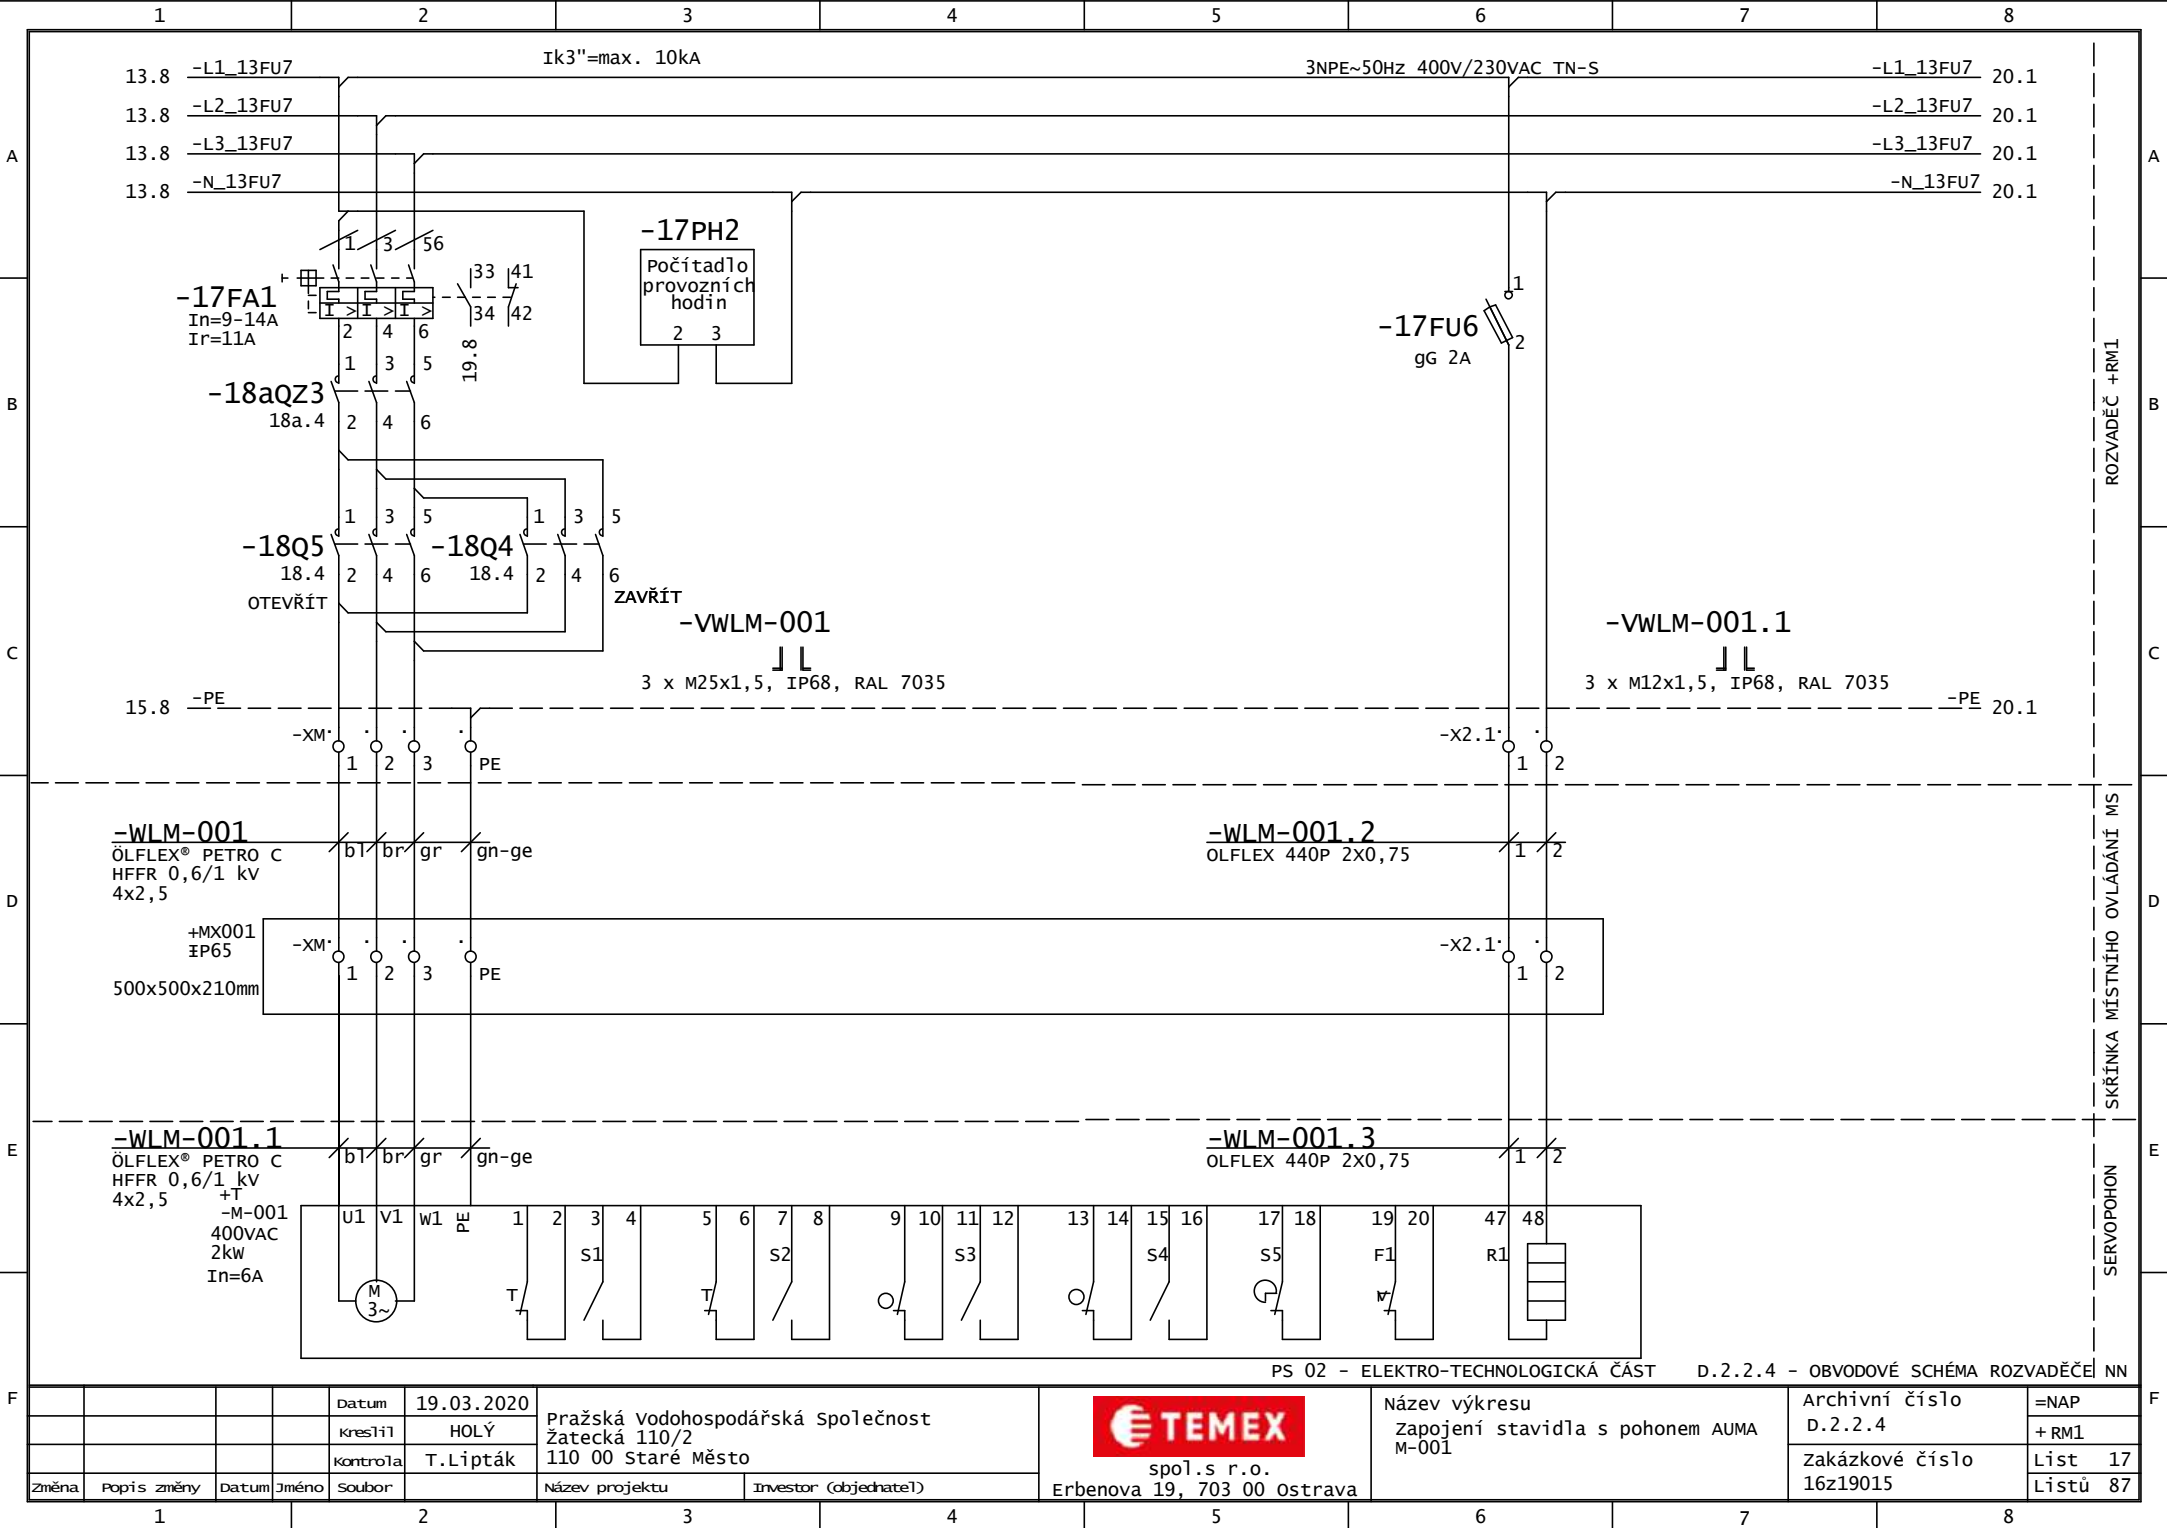 1 2 3 4 5 6 7 8
Ik3"=max. 10kA
3NPE~50Hz 400V/230VAC TN-S
13.8 -L1_13FU7 -L1_13FU7 20.1
13.8 -L2_13FU7 -L2_13FU7 20.1
13.8 -L3_13FU7 -L3_13FU7 20.1
13.8 -N_13FU7 -N_13FU7 20.1
A A
-17PH2
Počítadlo
provozních
hodin
2 3
1 3 56
33 41
34 42
19.8
-17FA1
In=9-14A
Ir=11A
I > I > I >
2 4 6
1
-17FU6
2
gG 2A
ROZVADĚČ +RM1
B B
1 3 5
-18aQZ3
18a.4 2 4 6
1 3 5 1 3 5
-18Q5 -18Q4
18.4 2 4 6 18.4 2 4 6
OTEVŘÍT ZAVŘÍT
C C
-VWLM-001
3 x M25x1,5, IP68, RAL 7035
-VWLM-001.1
3 x M12x1,5, IP68, RAL 7035
15.8 -PE -PE 20.1
-XM 1 2 3 PE
-X2.1 1 2
-WLM-001
ÖLFLEX® PETRO C
HFFR 0,6/1 kV
4x2,5
bl br gr gn-ge
-WLM-001.2
OLFLEX 440P 2X0,75
1 2
SKŘÍNKA MÍSTNÍHO OVLÁDÁNÍ MS
D D
+MX001
IP65
500x500x210mm
-XM 1 2 3 PE
-X2.1 1 2
E E
-WLM-001.1
ÖLFLEX® PETRO C
HFFR 0,6/1 kV
4x2,5
bl br gr gn-ge
-WLM-001.3
OLFLEX 440P 2X0,75
1 2
SERVOPOHON
+T
-M-001
400VAC
2kW
In=6A
U1 V1 W1 PE 1 2 3 4 5 6 7 8 9 10 11 12 13 14 15 16 17 18 19 20 47 48
S1 S2 S3 S4 S5 F1 R1
M
3~
T T
PS 02 - ELEKTRO-TECHNOLOGICKÁ ČÁST D.2.2.4 - OBVODOVÉ SCHÉMA ROZVADĚČE NN
F F
Datum 19.03.2020
Kreslil HOLÝ
Kontrola T.Lipták
Změna Popis změny Datum Jméno Soubor
Pražská Vodohospodářská Společnost
Žatecká 110/2
110 00 Staré Město
Název projektu Investor (objednatel)
TEMEX
spol.s r.o.
Erbenova 19, 703 00 Ostrava
Název výkresu
Zapojení stavidla s pohonem AUMA
M-001
Archivní číslo
D.2.2.4
Zakázkové číslo
16z19015
=NAP
+RM1
List 17
Listů 87
1 2 3 4 5 6 7 8